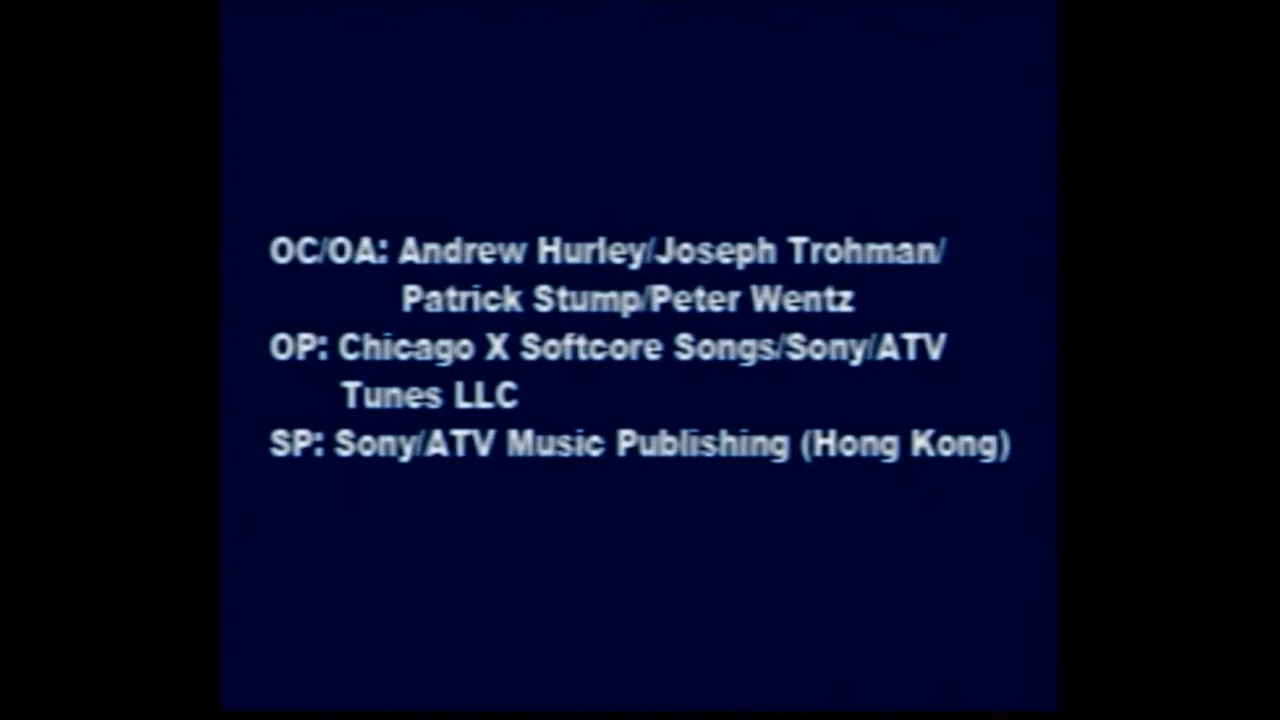 OC/OA: Andrew Hurley/Joseph Trohman/
Patrick Stump/Peter Wentz
OP: Chicago X Softcore Songs/Sony/ATV
Tunes LLC
SP: Sony/ATV Music Publishing (Hong Kong)